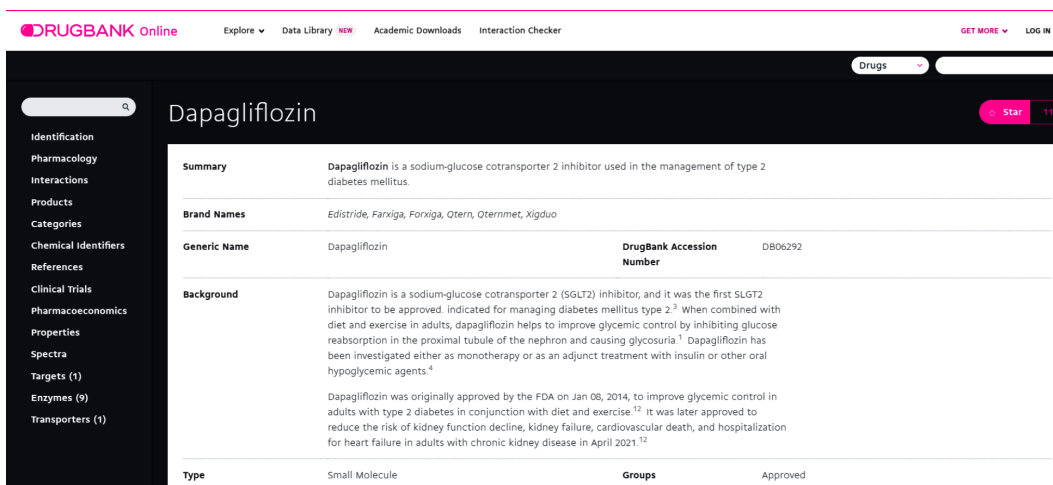 DRUGBANK Online
Explore Data Library NEW Academic Downloads Interaction Checker
GET MORE LOG IN
Drugs
Dapagliflozin
Star 11
Identification
Pharmacology
Interactions
Products
Categories
Chemical Identifiers
References
Clinical Trials
Pharmacoeconomics
Properties
Spectra
Targets (1)
Enzymes (9)
Transporters (1)
Summary
Dapagliflozin is a sodium-glucose cotransporter 2 inhibitor used in the management of type 2
diabetes mellitus.
Brand Names
Edistride, Farxiga, Forxiga, Qtern, Qternmet, Xigduo
Generic Name
Dapagliflozin
DrugBank Accession
Number
DB06292
Background
Dapagliflozin is a sodium-glucose cotransporter 2 (SGLT2) inhibitor, and it was the first SLGT2
inhibitor to be approved. indicated for managing diabetes mellitus type 2.3 When combined with
diet and exercise in adults, dapagliflozin helps to improve glycemic control by inhibiting glucose
reabsorption in the proximal tubule of the nephron and causing glycosuria.1 Dapagliflozin has
been investigated either as monotherapy or as an adjunct treatment with insulin or other oral
hypoglycemic agents.4
Dapagliflozin was originally approved by the FDA on Jan 08, 2014, to improve glycemic control in
adults with type 2 diabetes in conjunction with diet and exercise.12 It was later approved to
reduce the risk of kidney function decline, kidney failure, cardiovascular death, and hospitalization
for heart failure in adults with chronic kidney disease in April 2021.12
Type
Small Molecule
Groups
Approved